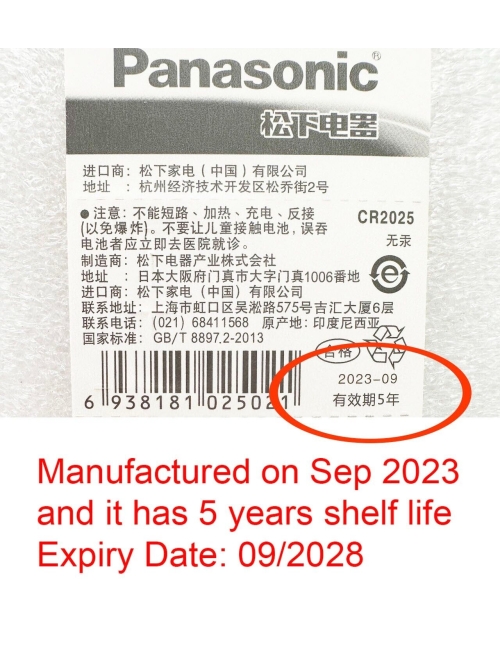 Panasonic®
松下电器
进口商：松下家电（中国）有限公司
地址 ：杭州经济技术开发区松乔街2号
●注意：不能短路、加热、充电、反接
(以免爆炸)。不要让儿童接触电池，误吞
电池者应立即去医院就诊。
CR2025
无汞
制造商：松下电器产业株式会社
地址 ：日本大阪府门真市大字门真1006番地
进口商：松下电器（中国）有限公司
联系地址：上海市虹口区吴淞路575号吉汇大厦6层
联系电话：(021) 68411568 原产地：印度尼西亚
国家标准：GB/T 8897.2-2013
合格
2023-09
有效期5年
6 938181 025021
Manufactured on Sep 2023
and it has 5 years shelf life
Expiry Date: 09/2028